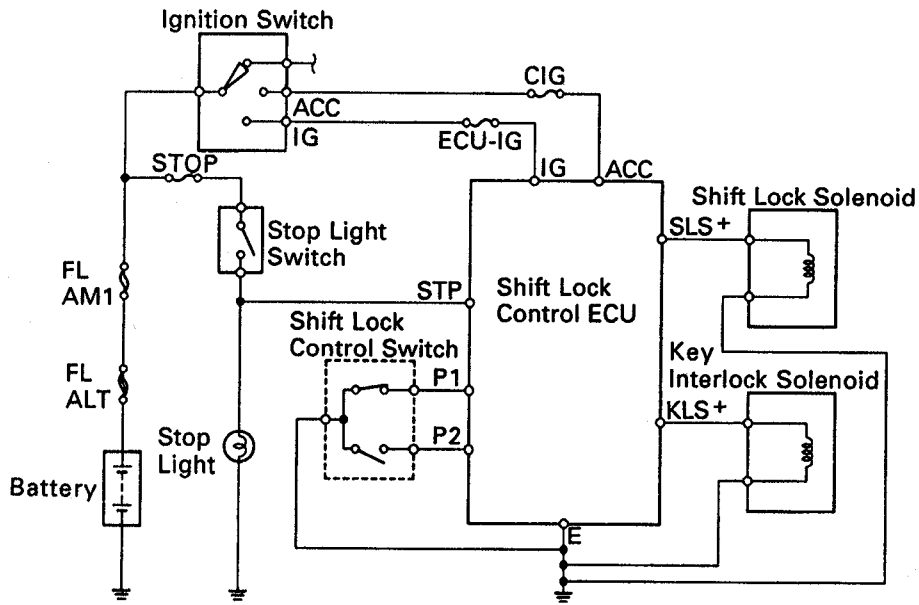 Ignition Switch
CIG
ACC
IG
ECU-IG
STOP
IG
ACC
Shift Lock Solenoid
Stop Light
Switch
SLS+
FL
AM1
STP
Shift Lock
Control ECU
Shift Lock
Control Switch
Key
Interlock Solenoid
FL
ALT
P1
KLS+
Stop
Light
P2
Battery
E